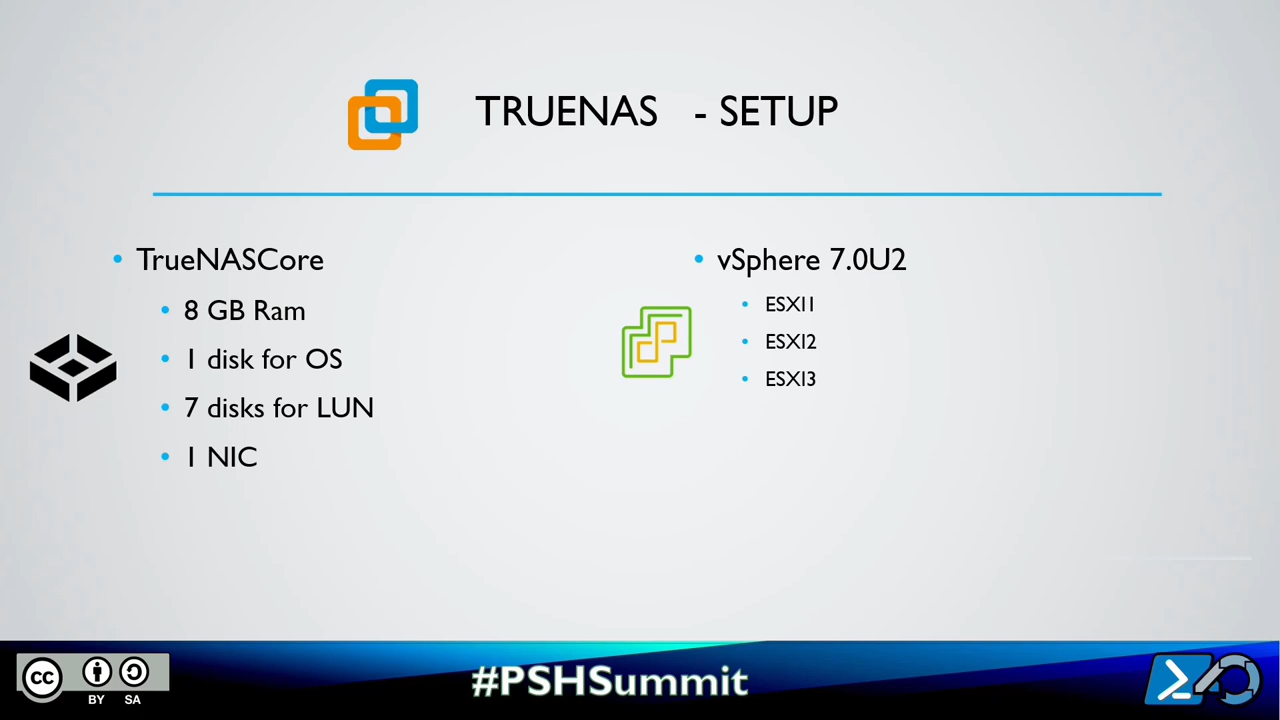 TRUENAS - SETUP
TrueNASCore
8 GB Ram
1 disk for OS
7 disks for LUN
1 NIC
vSphere 7.0U2
ESXI1
ESXI2
ESXI3
cc
BY SA
#PSHSummit